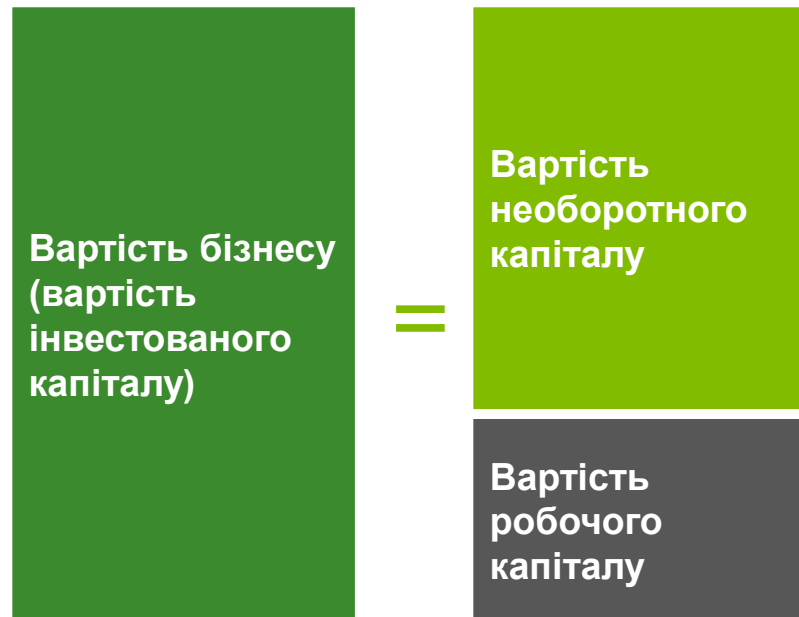 Вартість бізнесу
(вартість
інвестованого
капіталу)
=
Вартість
необоротного
капіталу
Вартість
робочого
капіталу